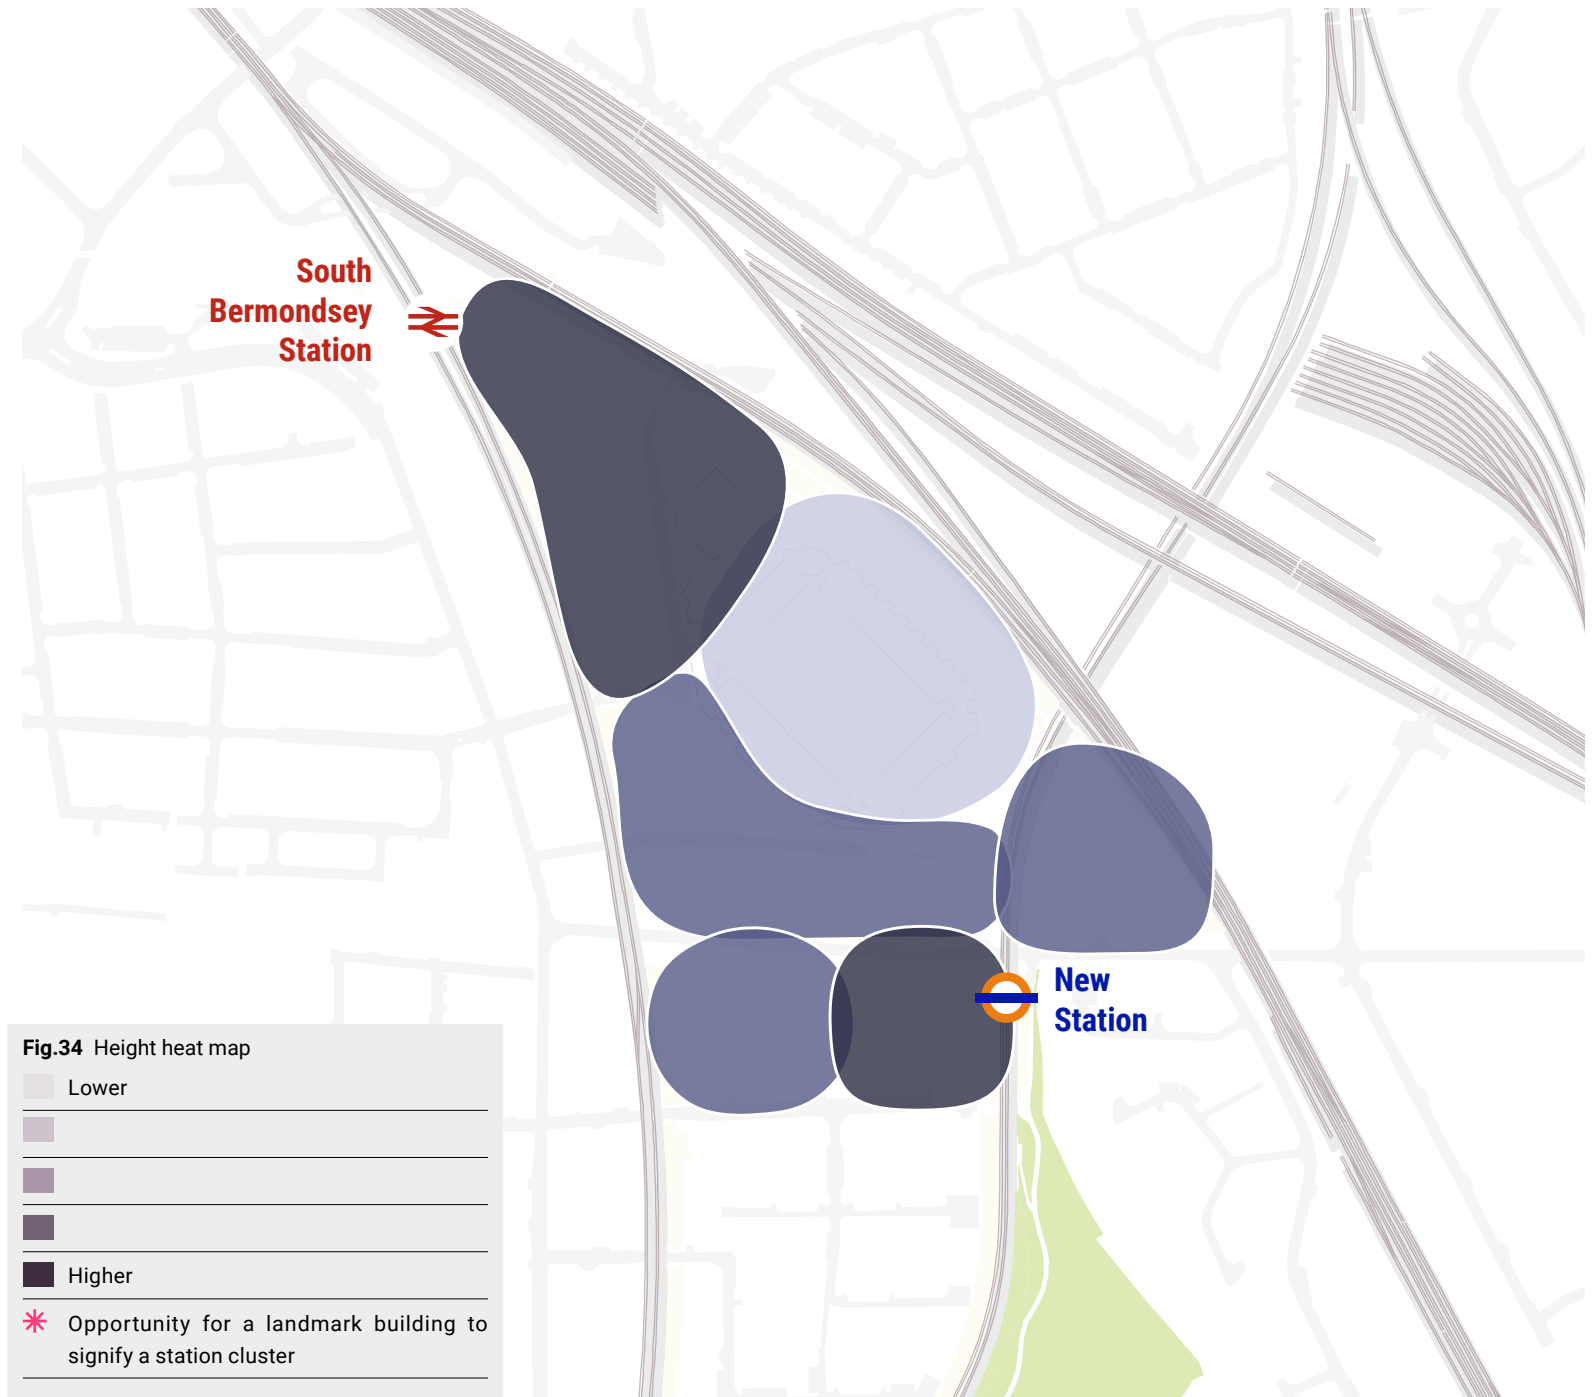 South
Bermondsey
Station
New
Station
Fig.34 Height heat map
Lower
Higher
Opportunity for a landmark building to
signify a station cluster